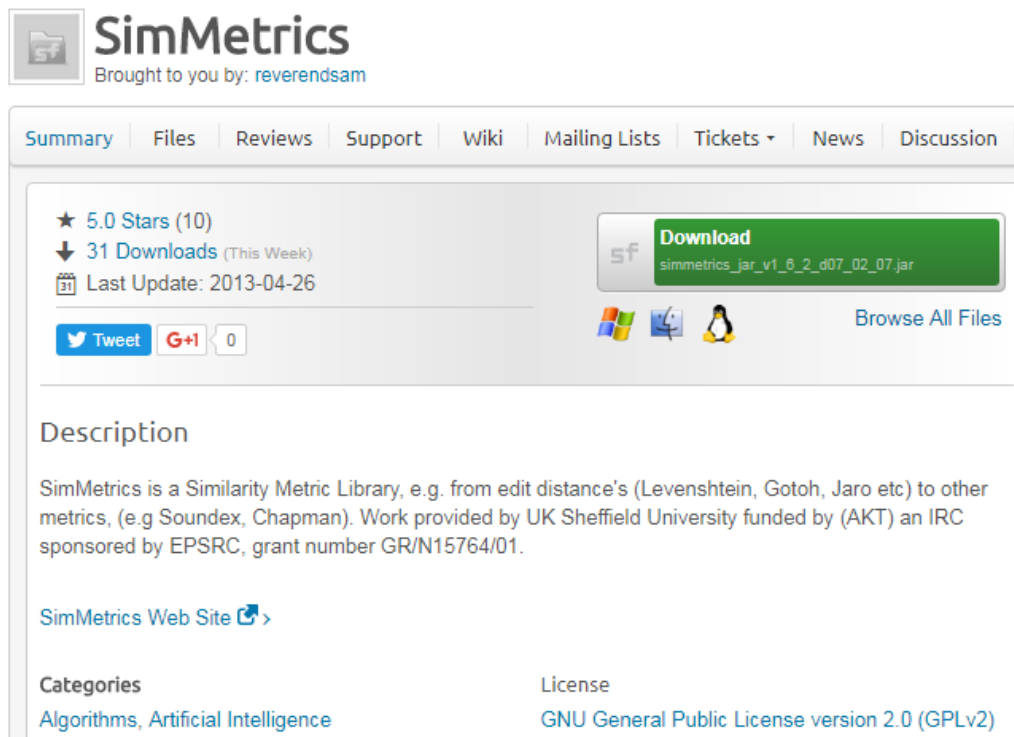 sf
SimMetrics
Brought to you by: reverendsam
Summary Files Reviews Support Wiki Mailing Lists Tickets News Discussion
5.0 Stars (10)
31 Downloads (This Week)
31 Last Update: 2013-04-26
sf Download
simmetrics_jar_v1_6_2_d07_02_07.jar
Tweet G+1 0
Browse All Files
Description
SimMetrics is a Similarity Metric Library, e.g. from edit distance's (Levenshtein, Gotoh, Jaro etc) to other
metrics, (e.g Soundex, Chapman). Work provided by UK Sheffield University funded by (AKT) an IRC
sponsored by EPSRC, grant number GR/N15764/01.
SimMetrics Web Site ›
Categories
Algorithms, Artificial Intelligence
License
GNU General Public License version 2.0 (GPLv2)